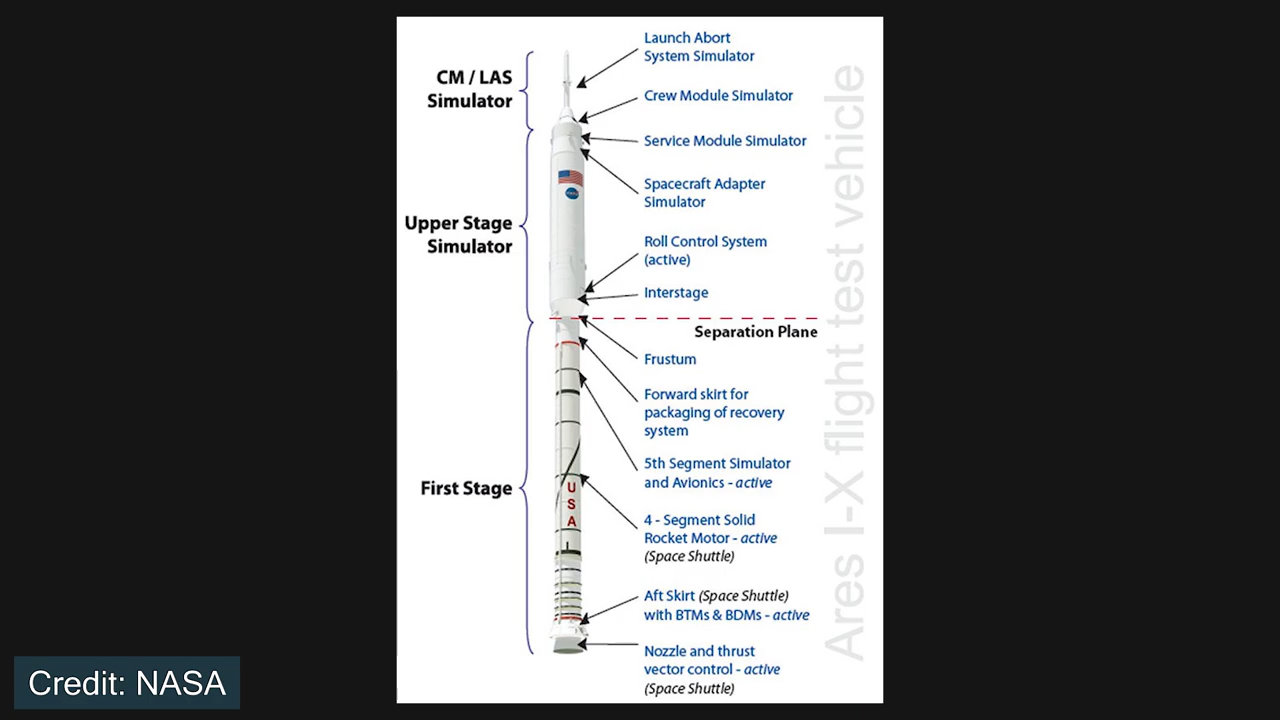 CM / LAS
Simulator
Upper Stage
Simulator
First Stage
Launch Abort
System Simulator
Crew Module Simulator
Service Module Simulator
Spacecraft Adapter
Simulator
Roll Control System
(active)
Interstage
Separation Plane
Frustum
Forward skirt for
packaging of recovery
system
5th Segment Simulator
and Avionics - active
4 - Segment Solid
Rocket Motor - active
(Space Shuttle)
Aft Skirt (Space Shuttle)
with BTMs & BDMs - active
Nozzle and thrust
vector control - active
(Space Shuttle)
U
S
A
Ares I-X flight test vehicle
Credit: NASA